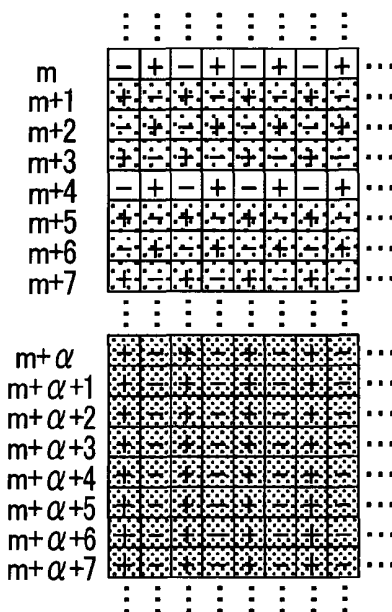 m − + − + − + − +
m+1 + − + − + − + −
m+2 − + − + − + − +
m+3 + − + − + − + −
m+4 − + − + − + − +
m+5 + − + − + − + −
m+6 − + − + − + − +
m+7 + − + − + − + −
m+α + − + − + − + −
m+α+1 + − + − + − + −
m+α+2 + − + − + − + −
m+α+3 + − + − + − + −
m+α+4 + − + − + − + −
m+α+5 + − + − + − + −
m+α+6 + − + − + − + −
m+α+7 + − + − + − + −